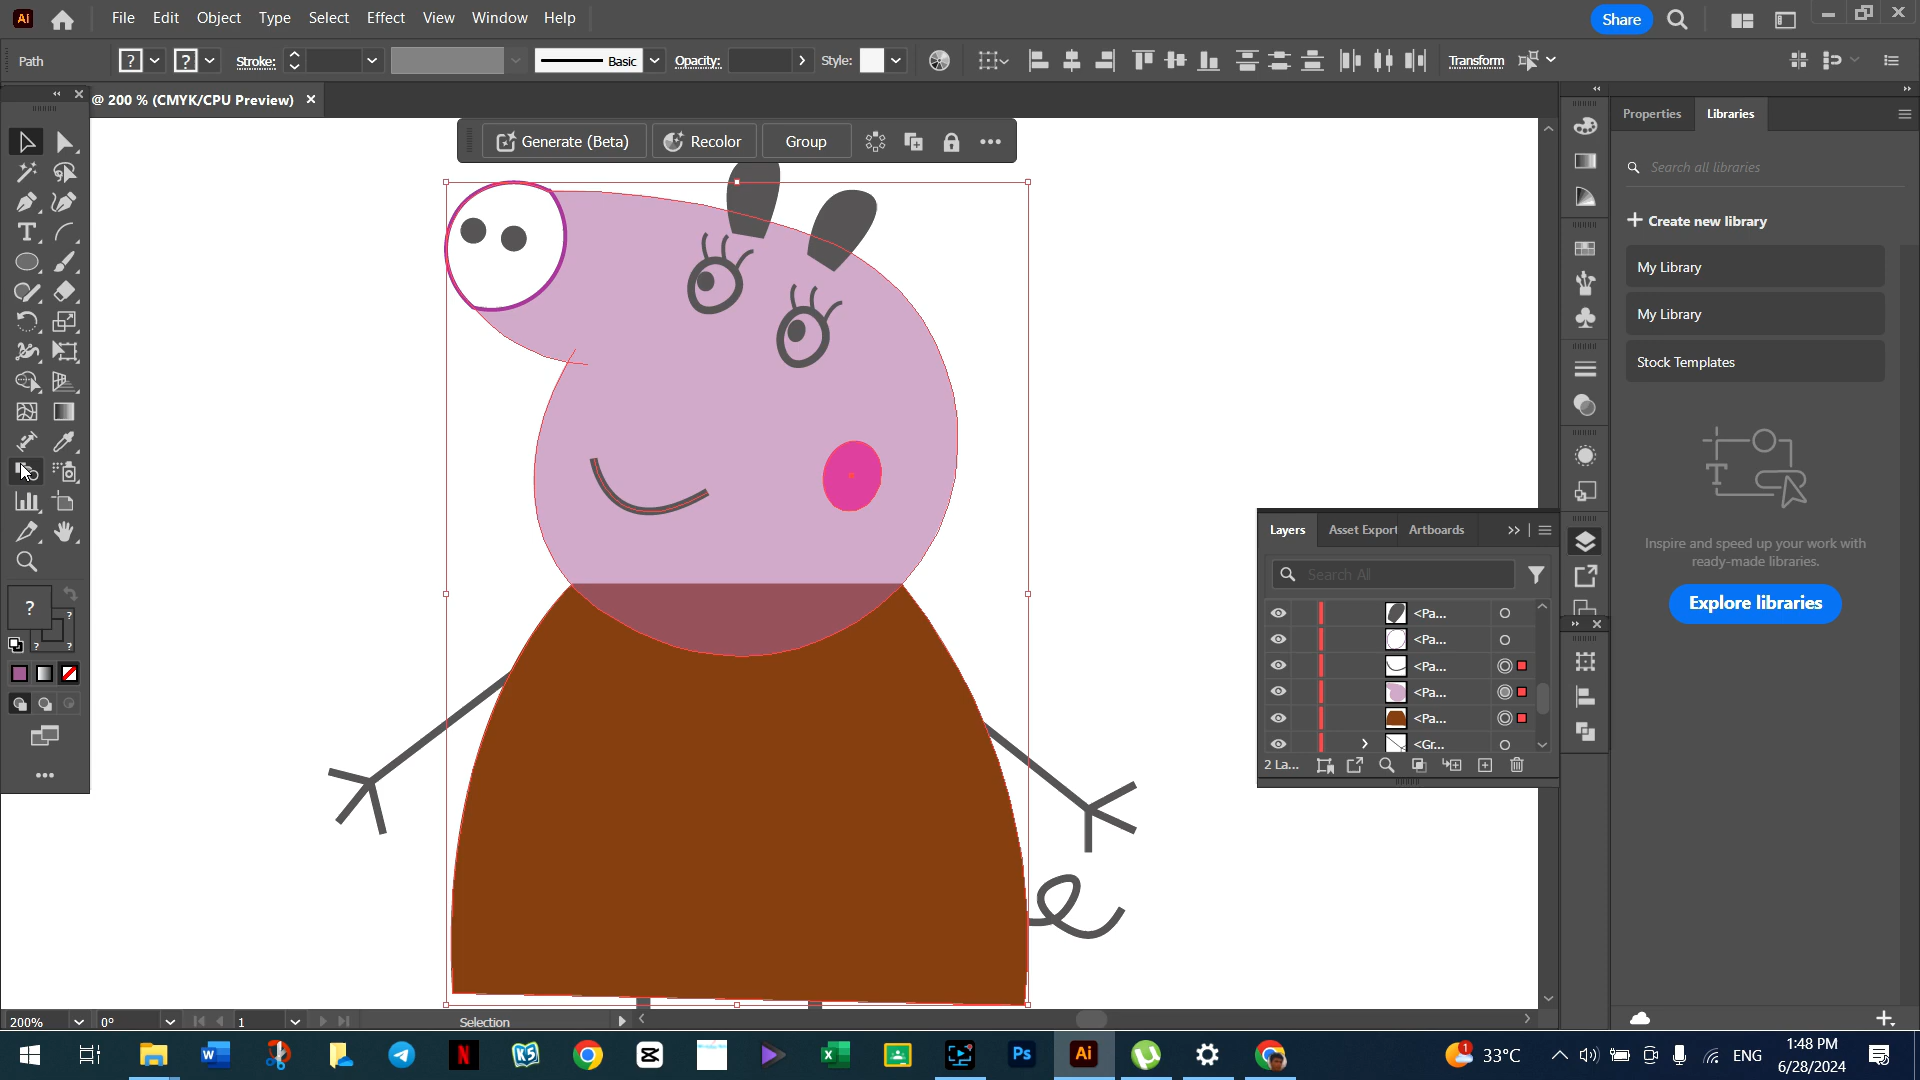 Ai File Edit Object Type Select Effect View Window Help Share
Path ? ? Stroke: Basic Opacity: Style: Transform
@ 200 % (CMYK/CPU Preview)
Properties Libraries
Generate (Beta) Recolor Group
Search all libraries
Create new library
My Library
My Library
Stock Templates
Layers Asset Export Artboards
Search All
<Pa...
<Pa...
<Pa...
<Pa...
<Pa...
<Gr...
2 La...
Inspire and speed up your work with
ready-made libraries.
Explore libraries
?
?
?
?
200% 0° 1 Selection
33°C ENG
1:48 PM
6/28/2024
Ps Ai